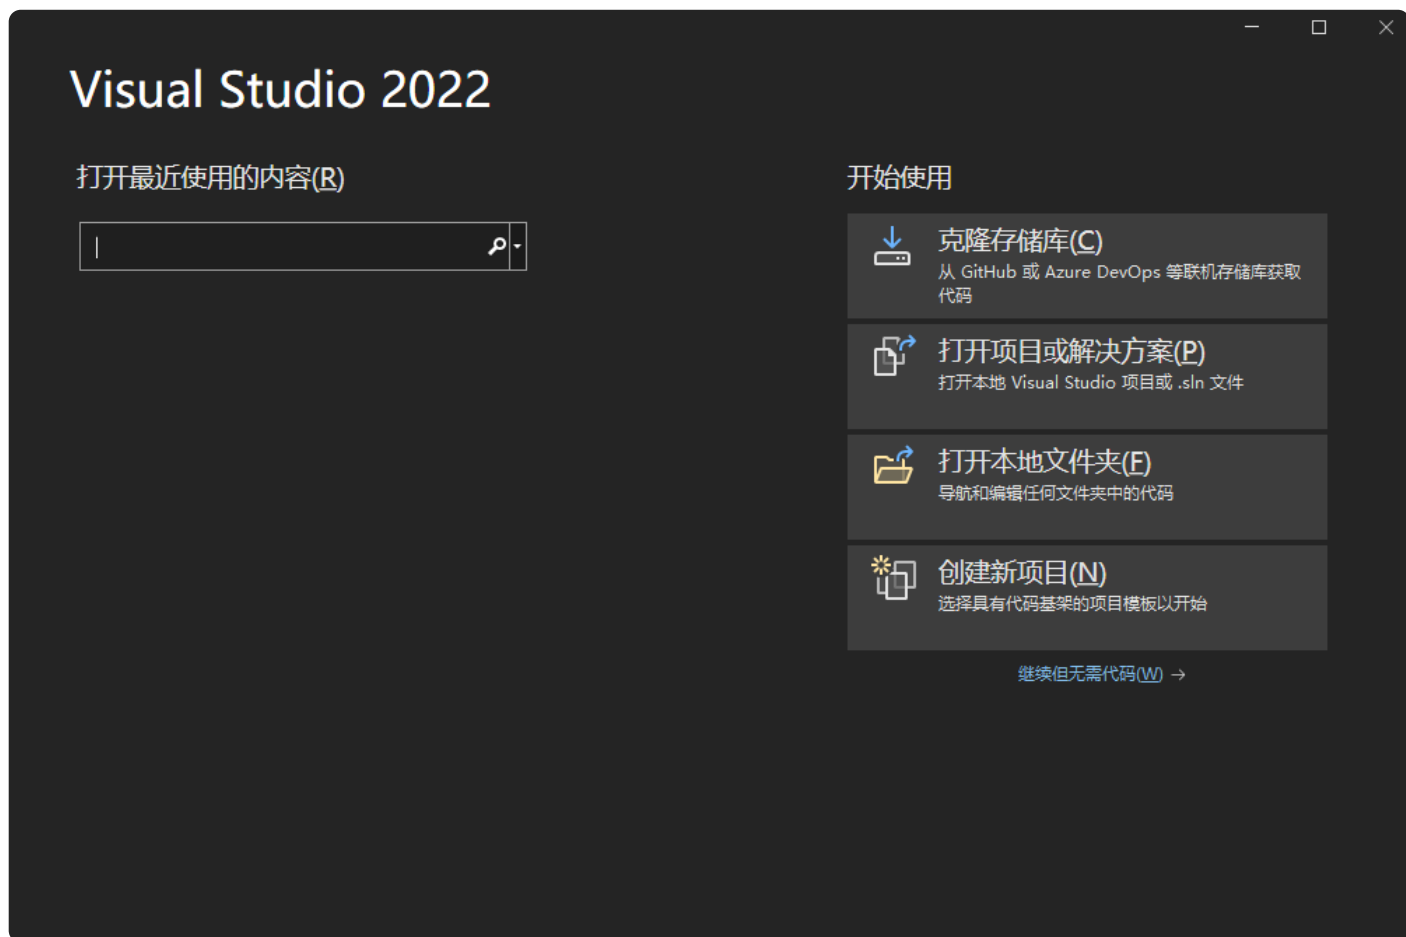 Visual Studio 2022
打开最近使用的内容(R)
开始使用
克隆存储库(C)
从 GitHub 或 Azure DevOps 等联机存储库获取
代码
打开项目或解决方案(P)
打开本地 Visual Studio 项目或 .sln 文件
打开本地文件夹(F)
导航和编辑任何文件夹中的代码
创建新项目(N)
选择具有代码基架的项目模板以开始
继续但无需代码(W) →